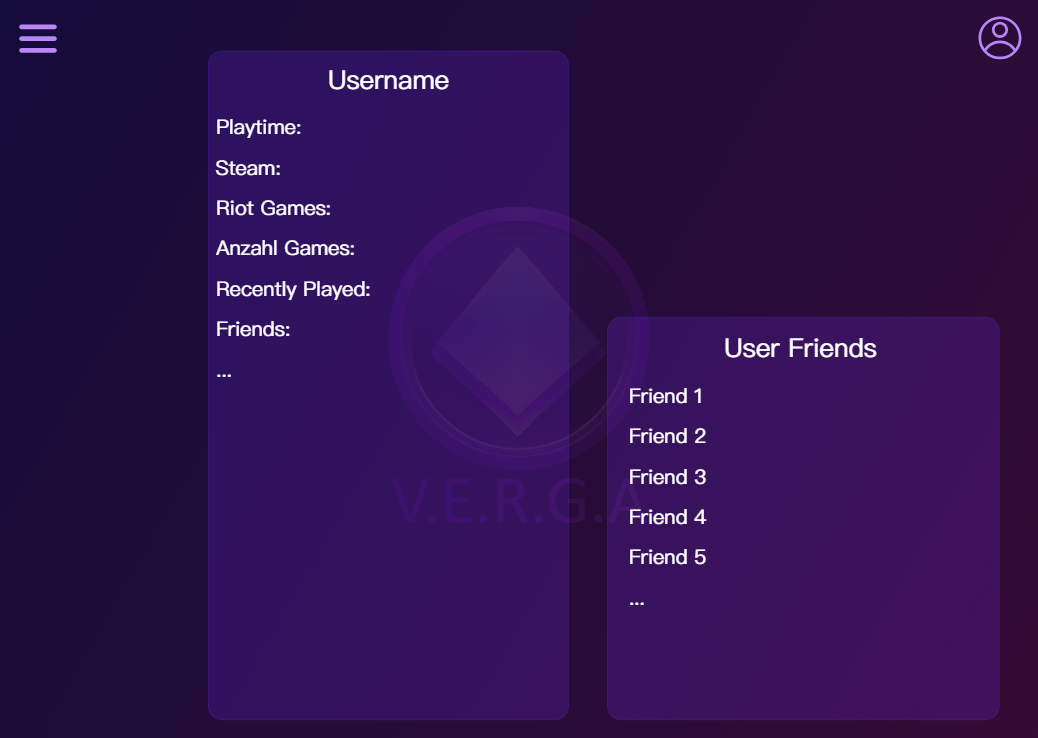 Username
Playtime:
Steam:
Riot Games:
Anzahl Games:
Recently Played:
Friends:
...
V.E.R.G.A
User Friends
Friend 1
Friend 2
Friend 3
Friend 4
Friend 5
...